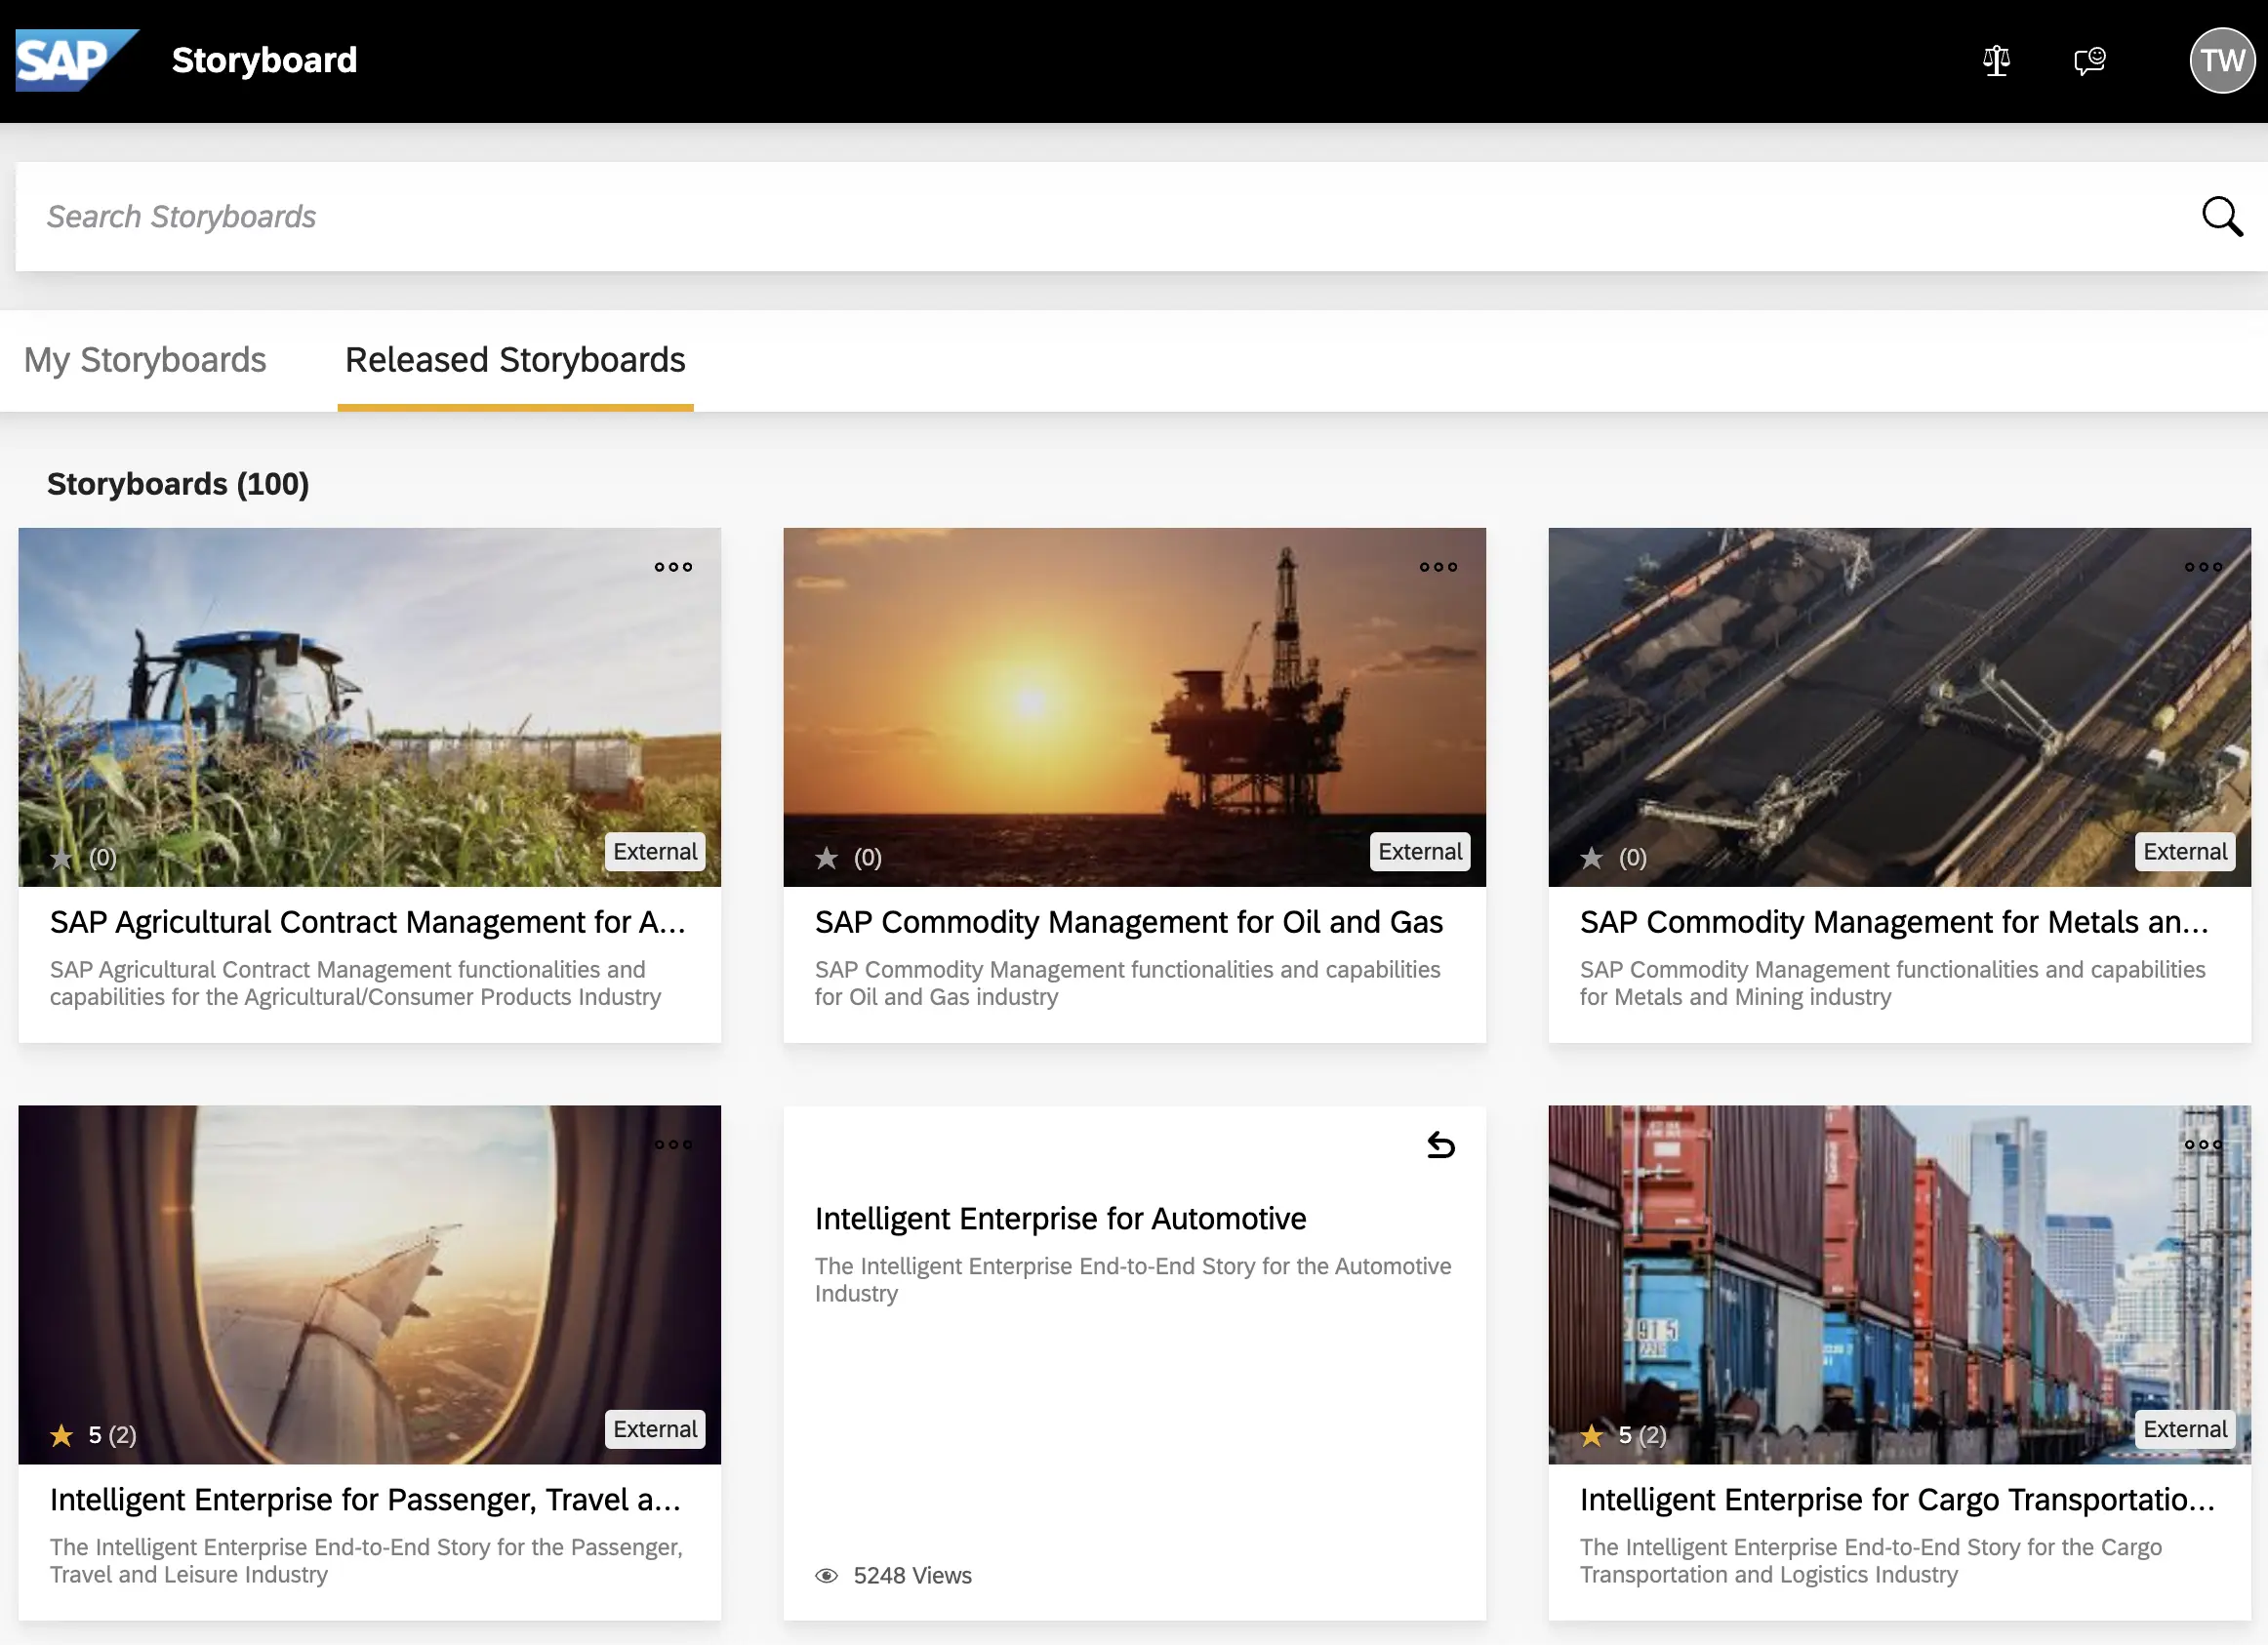 SAP Storyboard TW
Search Storyboards
My Storyboards Released Storyboards
Storyboards (100)
(0) External
SAP Agricultural Contract Management for A...
SAP Agricultural Contract Management functionalities and
capabilities for the Agricultural/Consumer Products Industry
(0) External
SAP Commodity Management for Oil and Gas
SAP Commodity Management functionalities and capabilities
for Oil and Gas industry
(0) External
SAP Commodity Management for Metals an...
SAP Commodity Management functionalities and capabilities
for Metals and Mining industry
5 (2) External
Intelligent Enterprise for Passenger, Travel a...
The Intelligent Enterprise End-to-End Story for the Passenger,
Travel and Leisure Industry
Intelligent Enterprise for Automotive
The Intelligent Enterprise End-to-End Story for the Automotive
Industry
5248 Views
5 (2) External
Intelligent Enterprise for Cargo Transportatio...
The Intelligent Enterprise End-to-End Story for the Cargo
Transportation and Logistics Industry